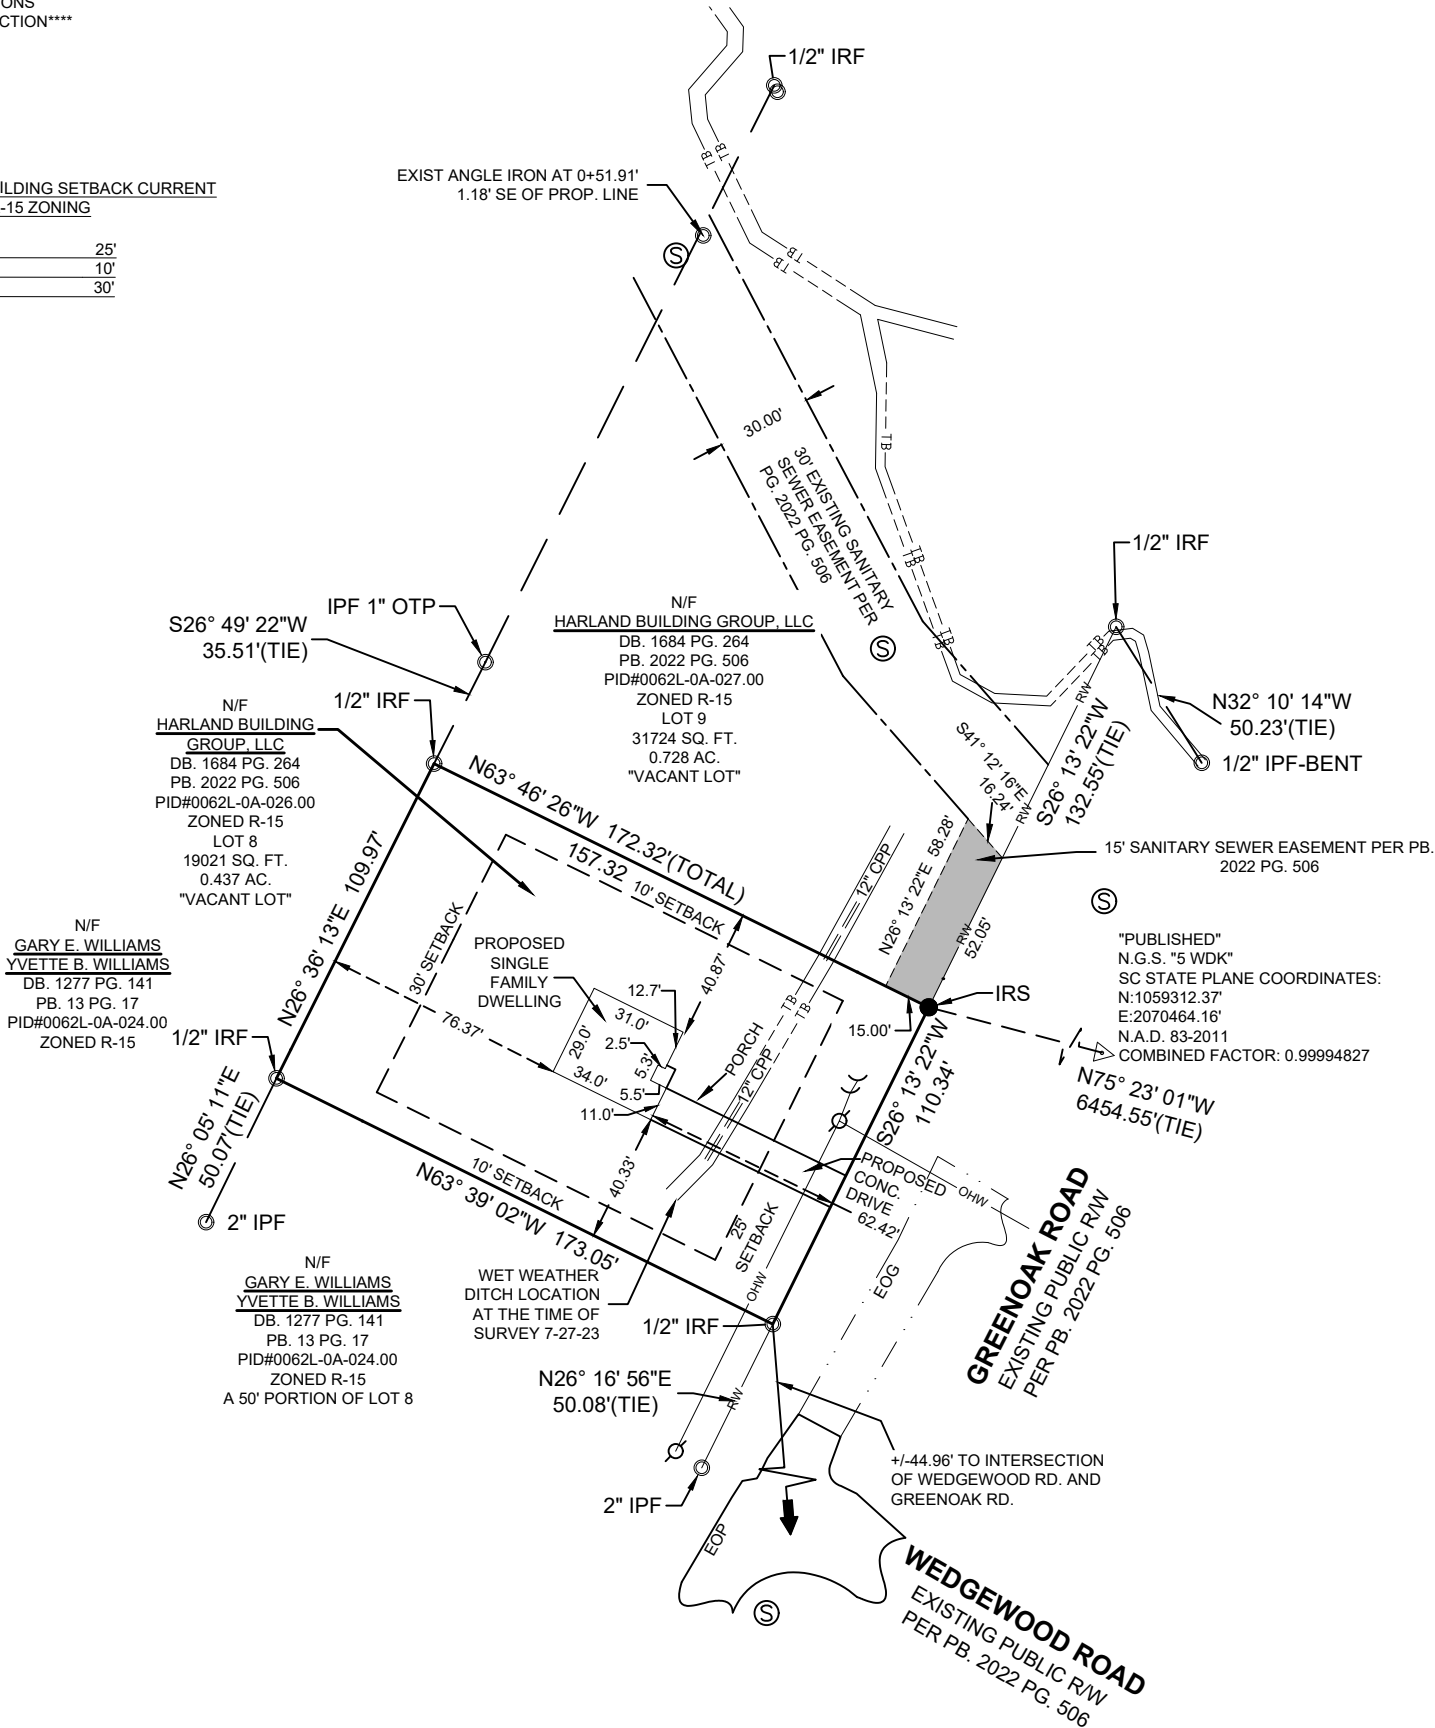 ONS
CTION****
1/2" IRF
TB
TB
EXIST ANGLE IRON AT 0+51.91'
1.18' SE OF PROP. LINE
S
ILDING SETBACK CURRENT
-15 ZONING
25'
10'
30'
TB
TB
30.00'
30' EXISTING SANITARY
SEWER EASEMENT PER
PG. 2022 PG. 506
TB
TB
TB
1/2" IRF
IPF 1" OTP
S26° 49' 22"W
35.51'(TIE)
N/F
HARLAND BUILDING GROUP, LLC
DB. 1684 PG. 264
PB. 2022 PG. 506
PID#0062L-0A-027.00
ZONED R-15
LOT 9
31724 SQ. FT.
0.728 AC.
"VACANT LOT"
S
TB
TB
TB
TB
RW
N32° 10' 14"W
50.23'(TIE)
1/2" IPF-BENT
1/2" IRF
N/F
HARLAND BUILDING
GROUP, LLC
DB. 1684 PG. 264
PB. 2022 PG. 506
PID#0062L-0A-026.00
ZONED R-15
LOT 8
19021 SQ. FT.
0.437 AC.
"VACANT LOT"
S41° 12' 16"E
16.24'
RW
S26° 13' 22"W
132.55'(TIE)
N63° 46' 26"W 172.32'(TOTAL)
157.32
10' SETBACK
12" CPP
N26° 13' 22"E 58.28'
RW
52.05'
15' SANITARY SEWER EASEMENT PER PB.
2022 PG. 506
S
N26° 36' 13"E 109.97'
30' SETBACK
N/F
GARY E. WILLIAMS
YVETTE B. WILLIAMS
DB. 1277 PG. 141
PB. 13 PG. 17
PID#0062L-0A-024.00
ZONED R-15
PROPOSED
SINGLE
FAMILY
DWELLING
40.87'
12.7'
31.0'
2.5'
29.0'
5.3'
34.0'
5.5'
11.0'
76.37'
PORCH
TB
TB
12" CPP
15.00'
IRS
"PUBLISHED"
N.G.S. "5 WDK"
SC STATE PLANE COORDINATES:
N:1059312.37'
E:2070464.16'
N.A.D. 83-2011
COMBINED FACTOR: 0.99994827
N75° 23' 01"W
6454.55'(TIE)
1/2" IRF
S26° 13' 22"W
110.34'
N26° 05' 11"E
50.07'(TIE)
2" IPF
10' SETBACK
N63° 39' 02"W 173.05'
40.33'
PROPOSED
CONC.
DRIVE
62.42'
OHW
25'
SETBACK
OHW
EOG
GREENOAK ROAD
EXISTING PUBLIC R/W
PER PB. 2022 PG. 506
N/F
GARY E. WILLIAMS
YVETTE B. WILLIAMS
DB. 1277 PG. 141
PB. 13 PG. 17
PID#0062L-0A-024.00
ZONED R-15
A 50' PORTION OF LOT 8
WET WEATHER
DITCH LOCATION
AT THE TIME OF
SURVEY 7-27-23
1/2" IRF
N26° 16' 56"E
50.08'(TIE)
RW
+/-44.96' TO INTERSECTION
OF WEDGEWOOD RD. AND
GREENOAK RD.
2" IPF
EOP
S
WEDGEWOOD ROAD
EXISTING PUBLIC R/W
PER PB. 2022 PG. 506